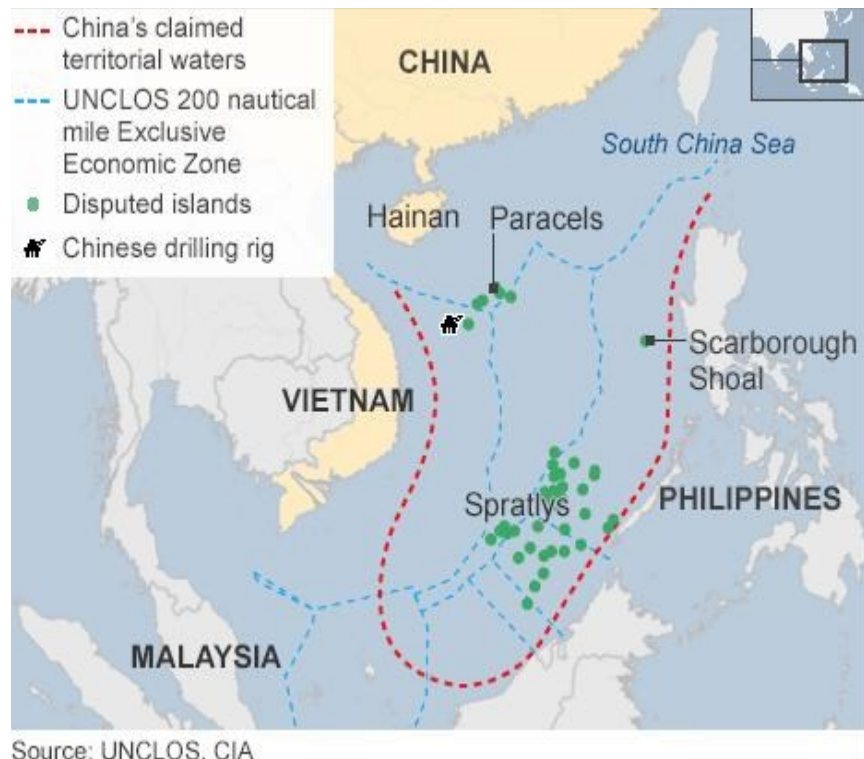 China's claimed
territorial waters
UNCLOS 200 nautical
mile Exclusive
Economic Zone
Disputed islands
Chinese drilling rig
CHINA
South China Sea
Hainan
Paracels
Scarborough
Shoal
VIETNAM
Spratlys
PHILIPPINES
MALAYSIA
Source: UNCLOS, CIA